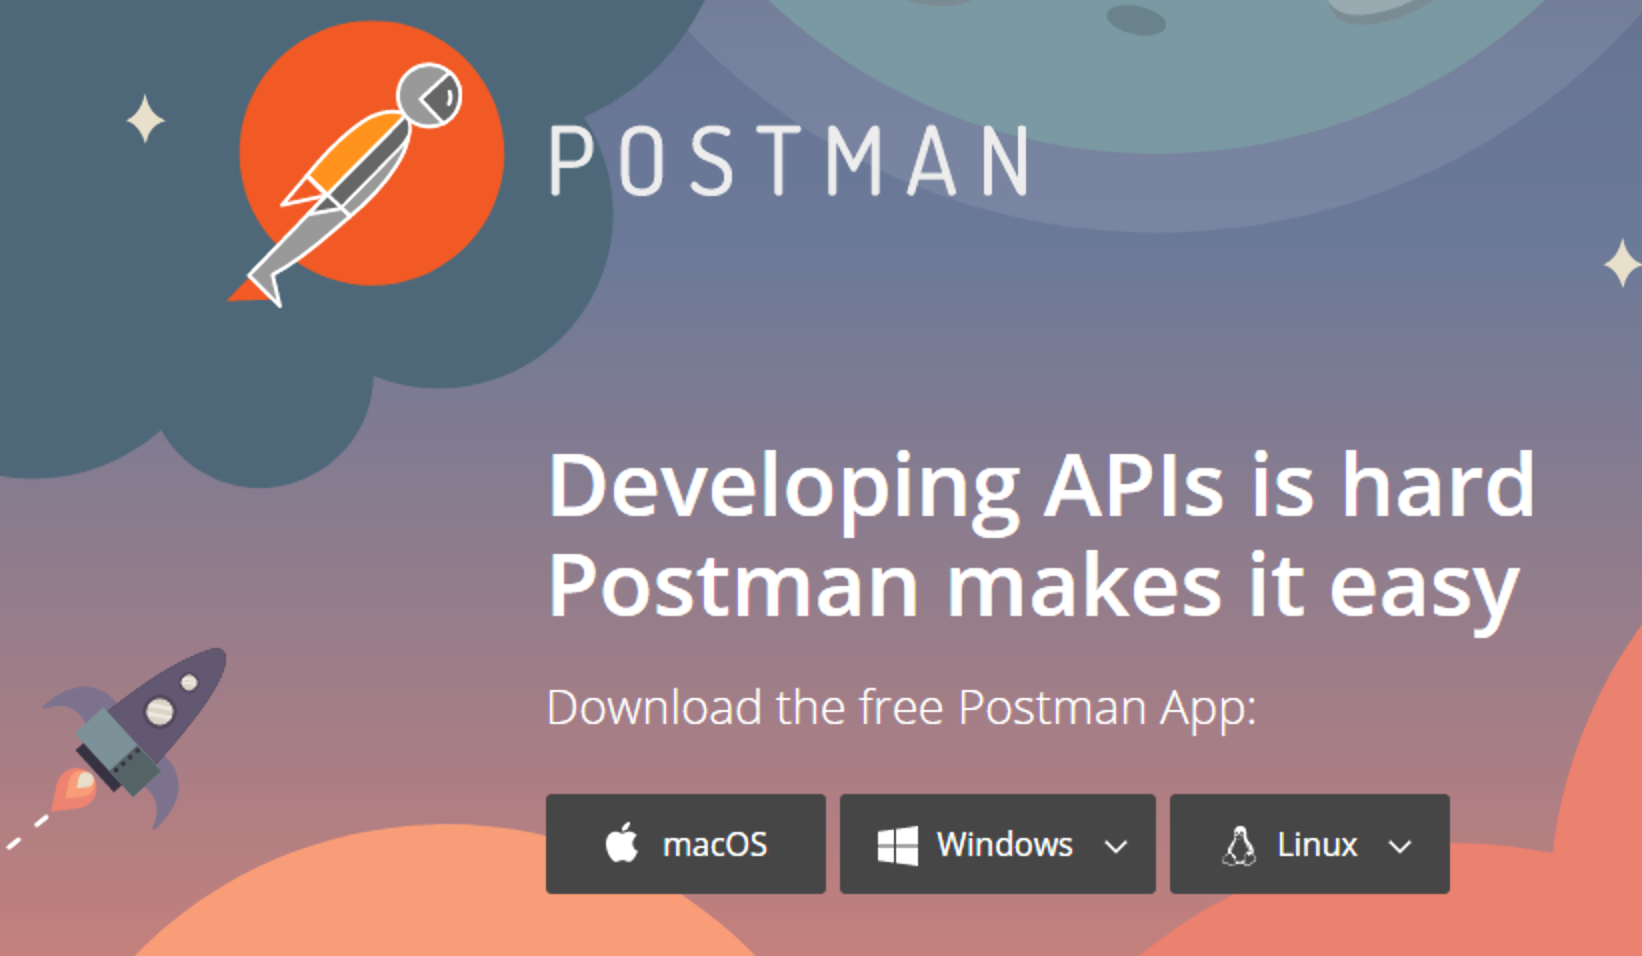 POSTMAN
Developing APIs is hard
Postman makes it easy
Download the free Postman App:
macOS
Windows
Linux